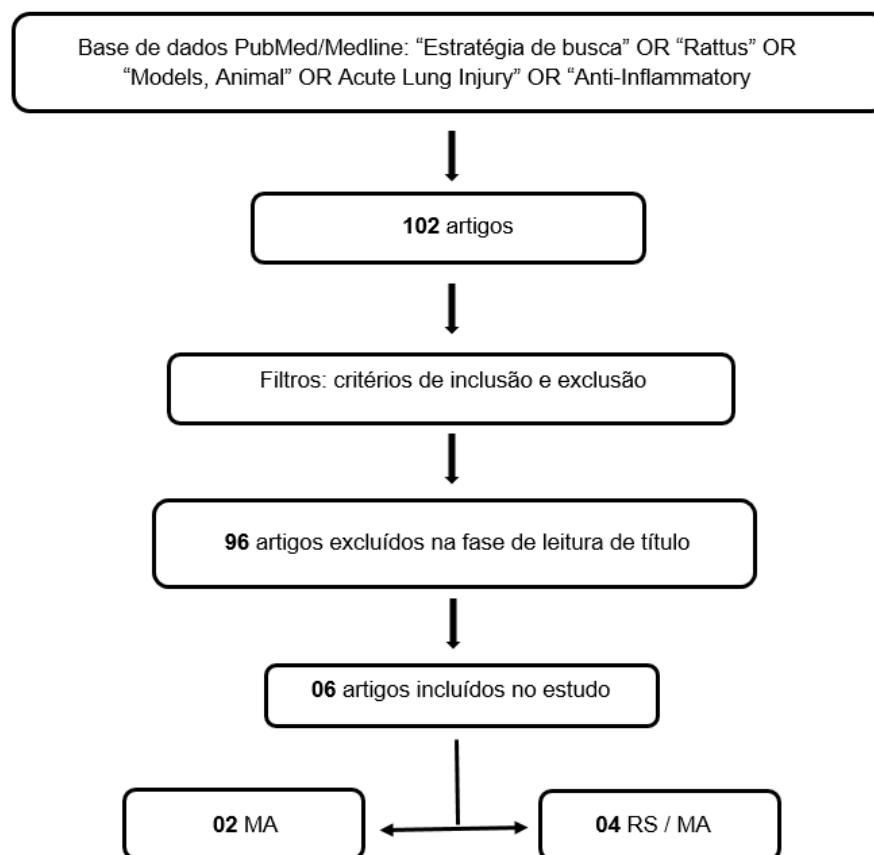 Base de dados PubMed/Medline: “Estratégia de busca” OR “Rattus” OR
“Models, Animal” OR Acute Lung Injury” OR “Anti-Inflammatory
102 artigos
Filtros: critérios de inclusão e exclusão
96 artigos excluídos na fase de leitura de título
06 artigos incluídos no estudo
02 MA
04 RS / MA